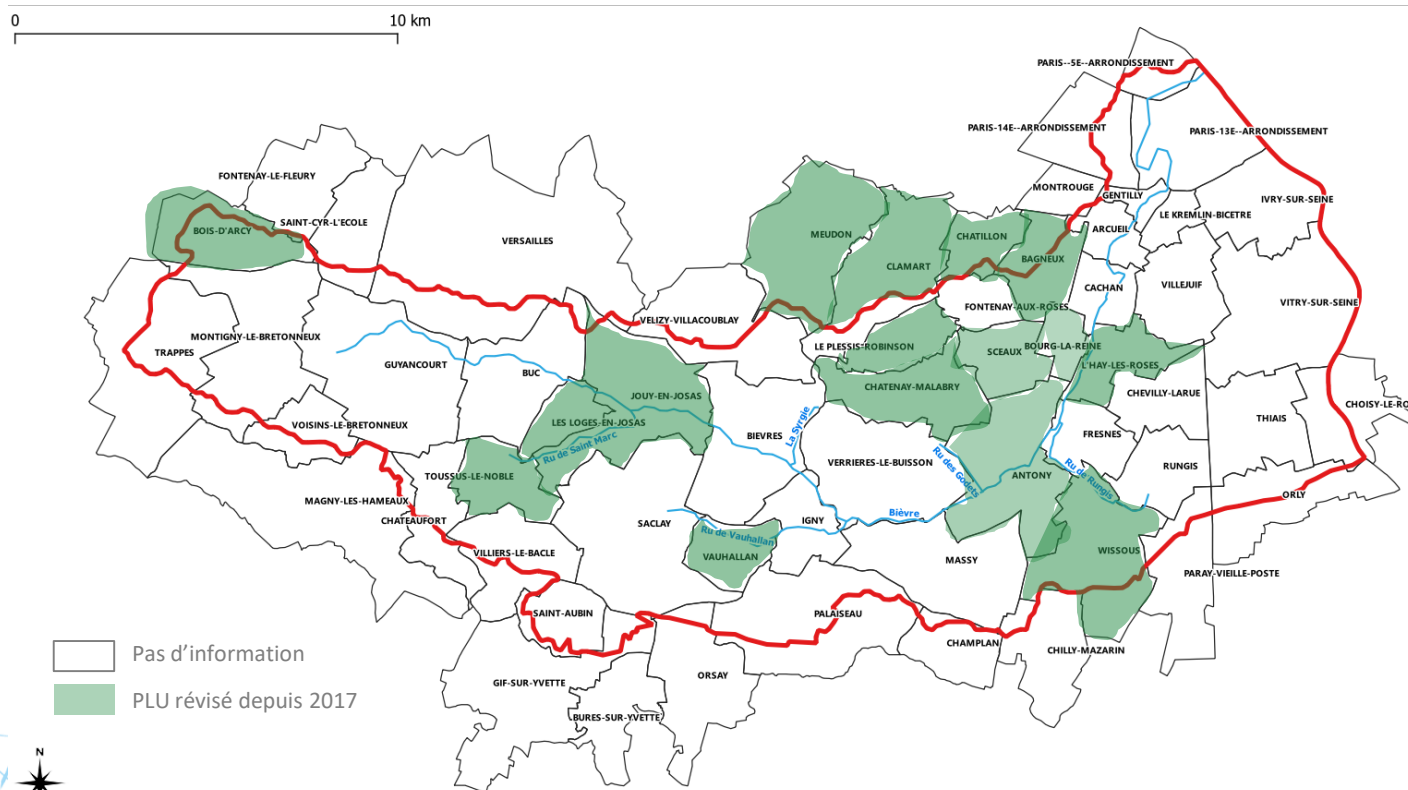 0
10 km
PARIS--5E--ARRONDISSEMENT
PARIS-14E--ARRONDISSEMENT
PARIS-13E--ARRONDISSEMENT
FONTENAY-LE-FLEURY
MONTROUGE
GENTILLY
IVRY-SUR-SEINE
LE KREMLIN-BICETRE
SAINT-CYR-L'ECOLE
BOIS-D'ARCY
ARCUEIL
MEUDON
CHATILLON
VERSAILLES
BAGNEUX
CLAMART
CACHAN
VILLEJUIF
VITRY-SUR-SEINE
FONTENAY-AUX-ROSES
VELIZY-VILLACOUBLAY
MONTIGNY-LE-BRETONNEUX
LE PLESSIS-ROBINSON
BOURG-LA-REINE
TRAPPES
SCEAUX
GUYANCOURT
L'HAY-LES-ROSES
BUC
CHATENAY-MALABRY
JOUY-EN-JOSAS
CHEVILLY-LARUE
CHOISY-LE-RO
THIAIS
LES LOGES-EN-JOSAS
VOISINS-LE-BRETONNEUX
La Syrgie
BIEVRES
FRESNES
Ru de Saint Marc
VERRIERES-LE-BUISSON
RUNGIS
Ru des Godets
TOUSSUS-LE-NOBLE
ANTONY
Ru de Rungis
ORLY
MAGNY-LES-HAMEAUX
Bièvre
CHATEAUFORT
SACLAY
IGNY
Ru de Vauhallan
VILLIERS-LE-BACLE
VAUHALLAN
WISSOUS
MASSY
PARAY-VIEILLE-POSTE
SAINT-AUBIN
PALAISEAU
CHAMPLAN
CHILLY-MAZARIN
Pas d’information
ORSAY
GIF-SUR-YVETTE
PLU révisé depuis 2017
BURES-SUR-YVETTE
N